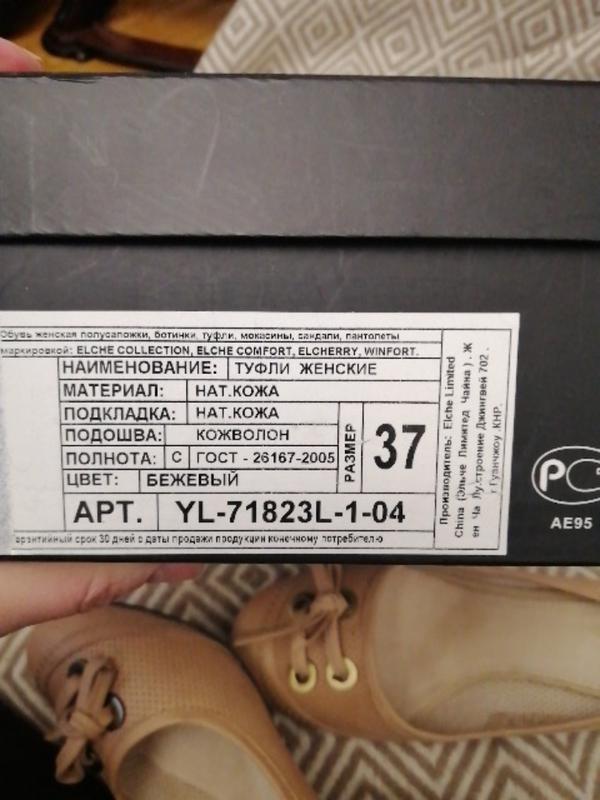 Обувь женская полусапожки, ботинки, туфли, мокасины, сандали, пантолеты
маркировкой: ELCHE COLLECTION, ELCHE COMFORT, ELCHERRY, WINFORT.
НАИМЕНОВАНИЕ: ТУФЛИ ЖЕНСКИЕ
МАТЕРИАЛ: НАТ.КОЖА
ПОДКЛАДКА: НАТ.КОЖА
ПОДОШВА: КОЖВОЛОН
ПОЛНОТА: С ГОСТ - 26167-2005
ЦВЕТ: БЕЖЕВЫЙ
РАЗМЕР 37
АРТ. YL-71823L-1-04
арантийный срок 30 дней с даты продажи продукции конечному потребителю
Производитель: Elche Limited
China (Эльче Лимитед Чайна). Ж
ен Ча Лу,строение Джингвей 702.
г Гуанчжоу .КНР.
РС
АЕ95